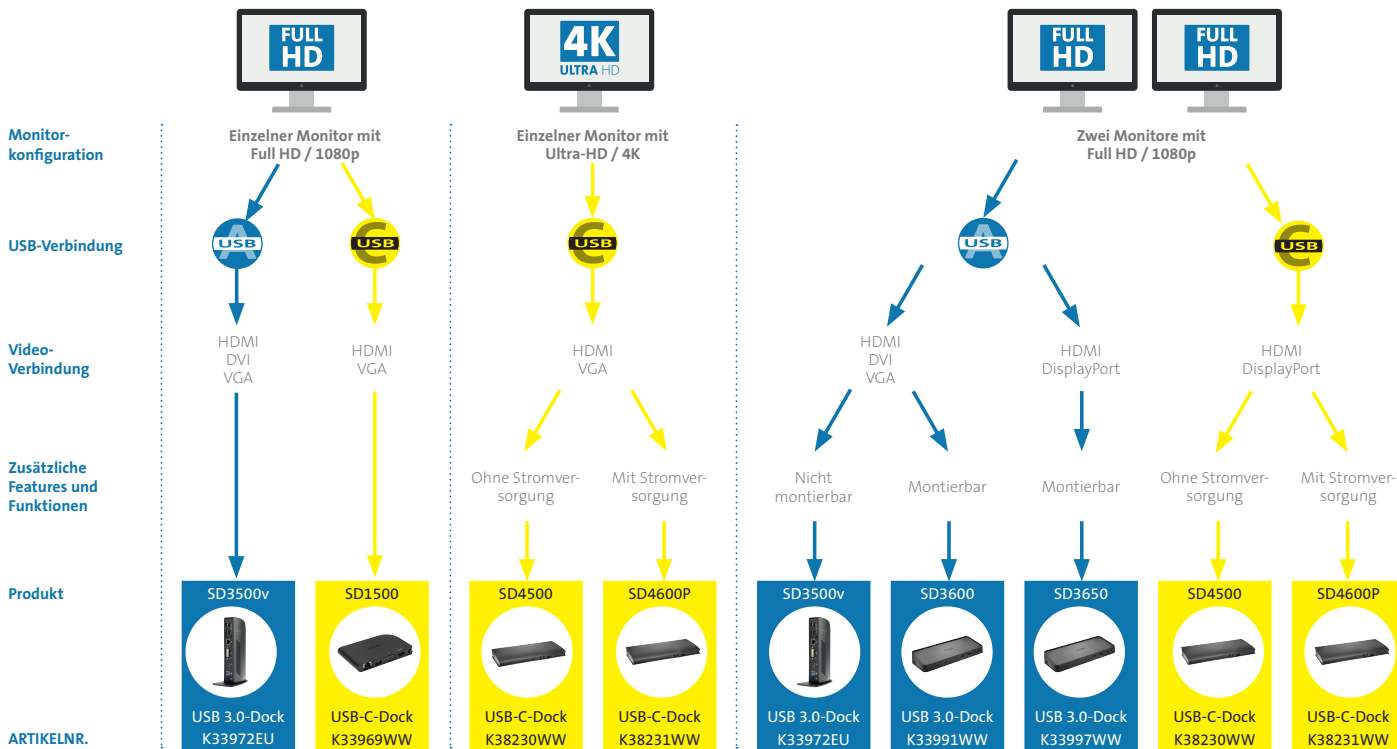 FULL
HD
4K
ULTRA HD
FULL
HD
FULL
HD
Monitor-
konfiguration
Einzelner Monitor mit
Full HD / 1080p
Einzelner Monitor mit
Ultra-HD / 4K
Zwei Monitore mit
Full HD / 1080p
USB-Verbindung
A
USB
C
USB
C
USB
A
USB
C
USB
Video-
Verbindung
HDMI
DVI
VGA
HDMI
VGA
HDMI
VGA
HDMI
DVI
VGA
HDMI
DisplayPort
HDMI
DisplayPort
Zusätzliche
Features und
Funktionen
Ohne Stromver-
sorgung
Mit Stromver-
sorgung
Nicht
montierbar
Montierbar
Montierbar
Ohne Stromver-
sorgung
Mit Stromver-
sorgung
Produkt
SD3500v
SD1500
SD4500
SD4600P
SD3500v
SD3600
SD3650
SD4500
SD4600P
ARTIKELNR.
USB 3.0-Dock
K33972EU
USB-C-Dock
K33969WW
USB-C-Dock
K38230WW
USB-C-Dock
K38231WW
USB 3.0-Dock
K33972EU
USB 3.0-Dock
K33991WW
USB 3.0-Dock
K33997WW
USB-C-Dock
K38230WW
USB-C-Dock
K38231WW